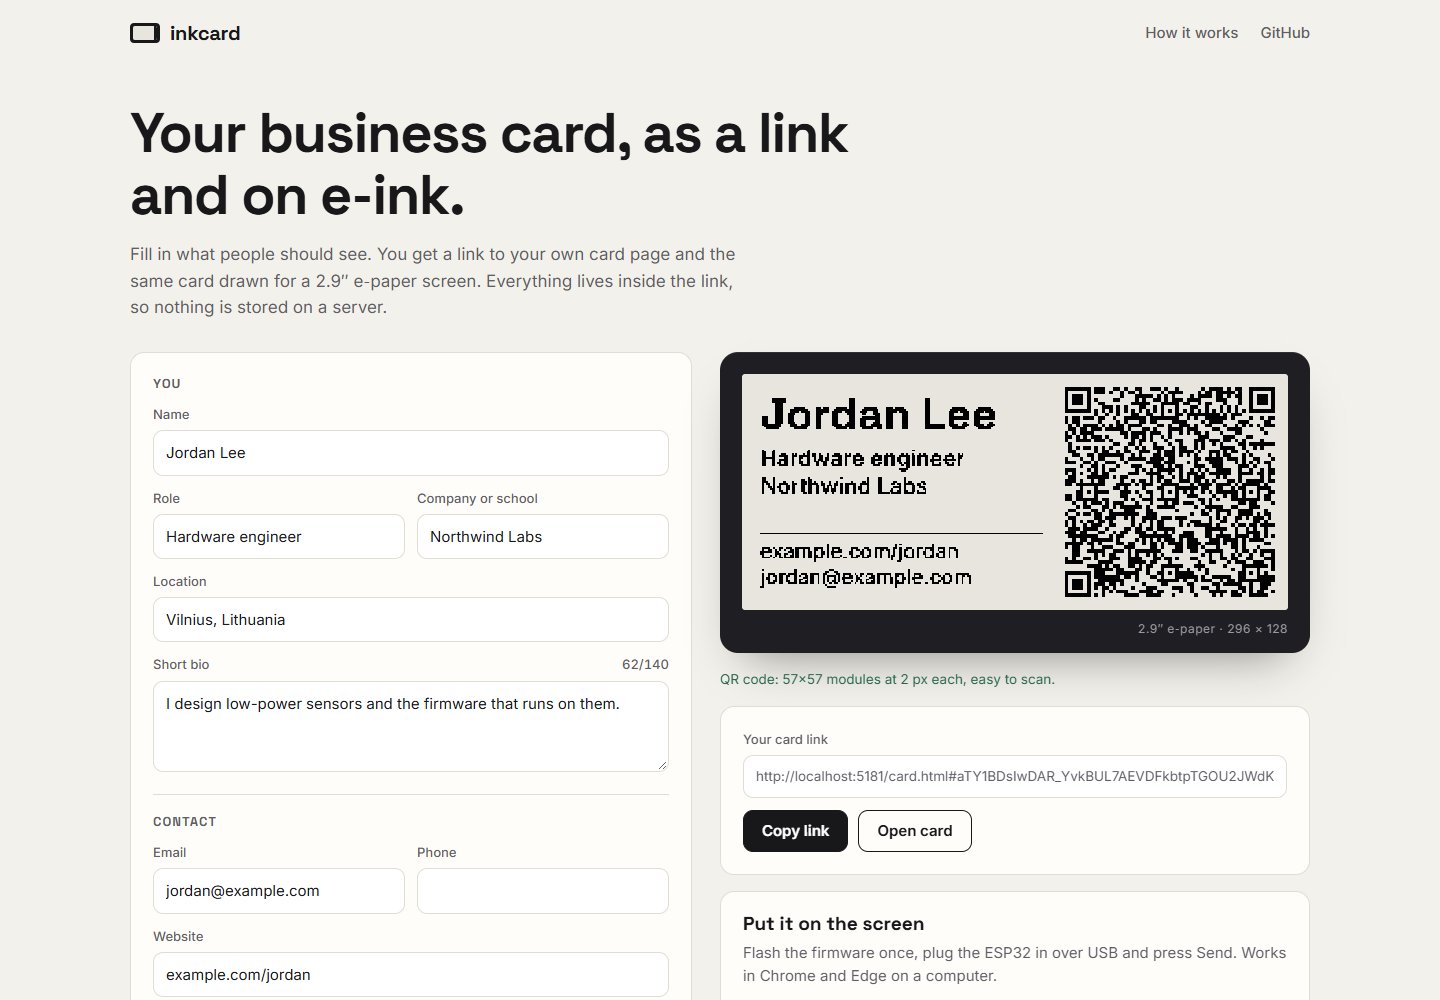 inkcard
How it works
GitHub
Your business card, as a link
and on e-ink.
Fill in what people should see. You get a link to your own card page and the
same card drawn for a 2.9″ e-paper screen. Everything lives inside the link,
so nothing is stored on a server.
YOU
Name
Jordan Lee
Role
Company or school
Hardware engineer
Northwind Labs
Location
Vilnius, Lithuania
Short bio
62/140
I design low-power sensors and the firmware that runs on them.
CONTACT
Email
Phone
jordan@example.com
Website
example.com/jordan
Jordan Lee
Hardware engineer
Northwind Labs
example.com/jordan
jordan@example.com
2.9″ e-paper · 296 × 128
QR code: 57×57 modules at 2 px each, easy to scan.
Your card link
http://localhost:5181/card.html#aTY1BDslwDAR_YvkBUL7AEVDFkbtpTGOU2JWdK
Copy link
Open card
Put it on the screen
Flash the firmware once, plug the ESP32 in over USB and press Send. Works
in Chrome and Edge on a computer.